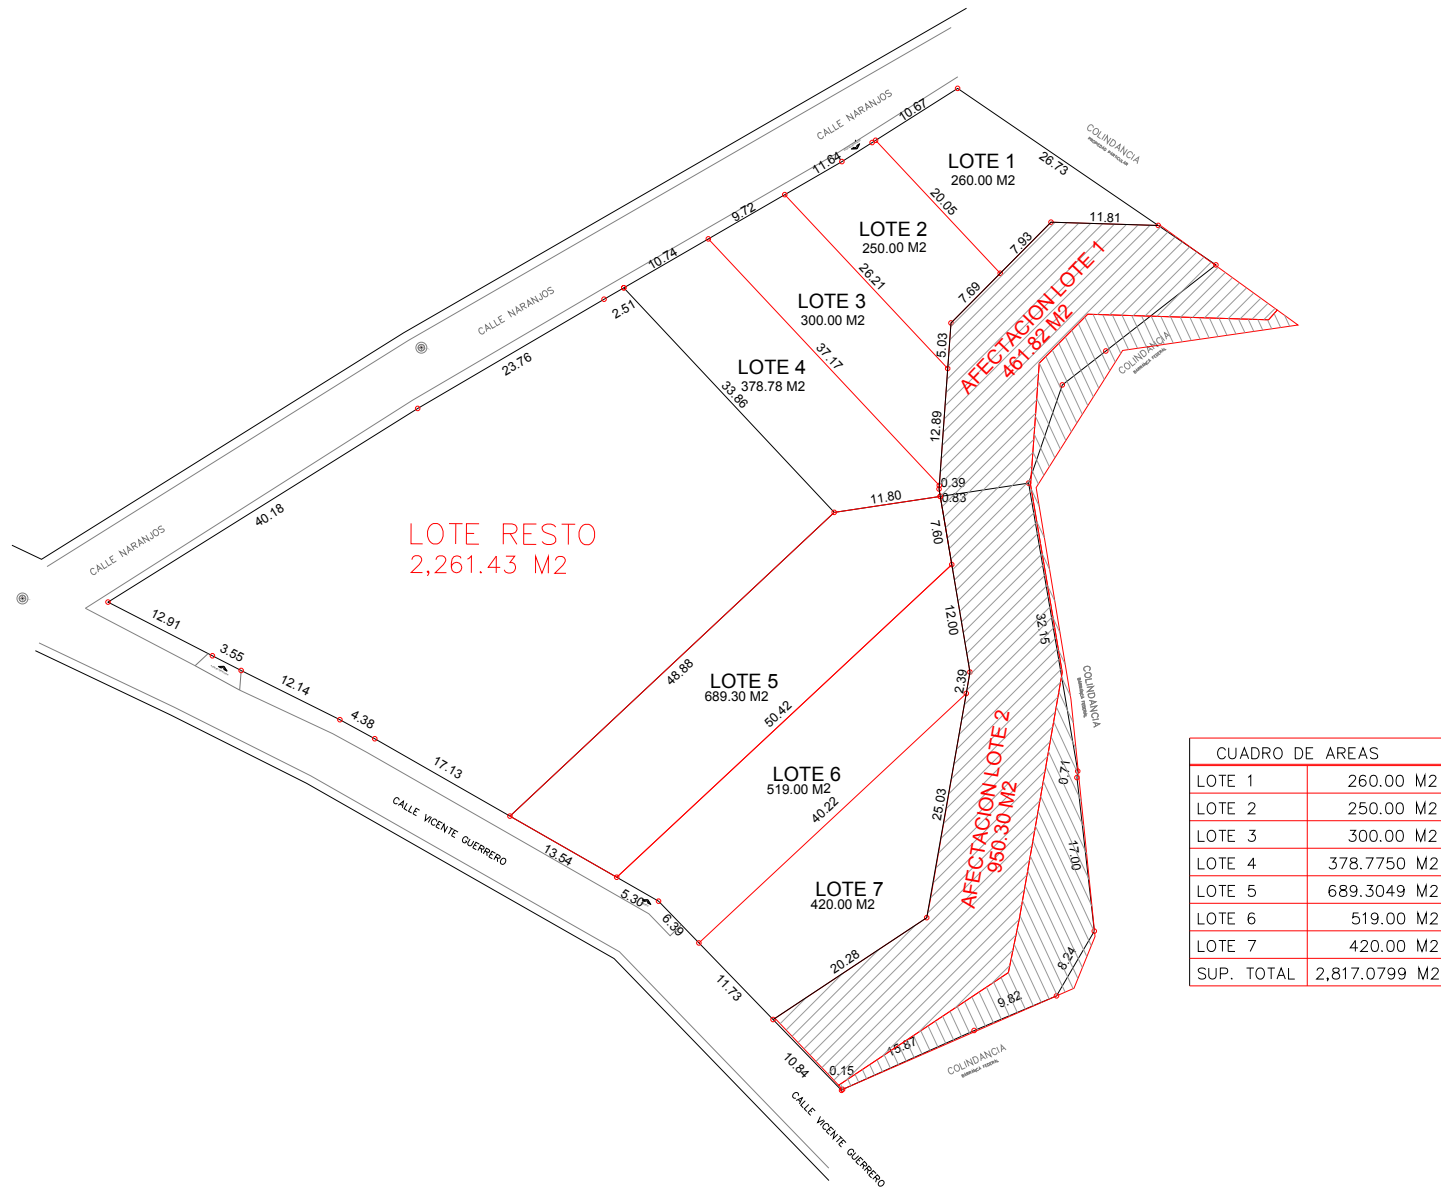 CALLE NARANJOS
10.67
COLINDANCIA
26.73
11.64
LOTE 1
260.00 M2
20.05
9.72
LOTE 2
250.00 M2
11.81
7.93
10.74
26.21
7.69
AFECTACION LOTE 1
461.82 M2
CALLE NARANJOS
2.51
LOTE 3
300.00 M2
5.03
COLINDANCIA
BARRANCA FEDERAL
23.76
37.17
LOTE 4
378.78 M2
33.86
12.89
0.39
0.83
11.80
40.18
LOTE RESTO
2,261.43 M2
CALLE NARANJOS
7.60
12.91
12.00
32.15
3.55
48.88
LOTE 5
689.30 M2
2.39
COLINDANCIA
BARRANCA FEDERAL
12.14
4.38
50.42
AFECTACION LOTE 2
950.30 M2
17.13
LOTE 6
519.00 M2
40.22
25.03
0.71
CALLE VICENTE GUERRERO
13.54
17.00
5.30
6.39
LOTE 7
420.00 M2
20.28
8.24
11.73
9.82
15.87
10.84
0.15
COLINDANCIA
BARRANCA FEDERAL
CALLE VICENTE GUERRERO
CUADRO DE AREAS
LOTE 1 260.00 M2
LOTE 2 250.00 M2
LOTE 3 300.00 M2
LOTE 4 378.7750 M2
LOTE 5 689.3049 M2
LOTE 6 519.00 M2
LOTE 7 420.00 M2
SUP. TOTAL 2,817.0799 M2